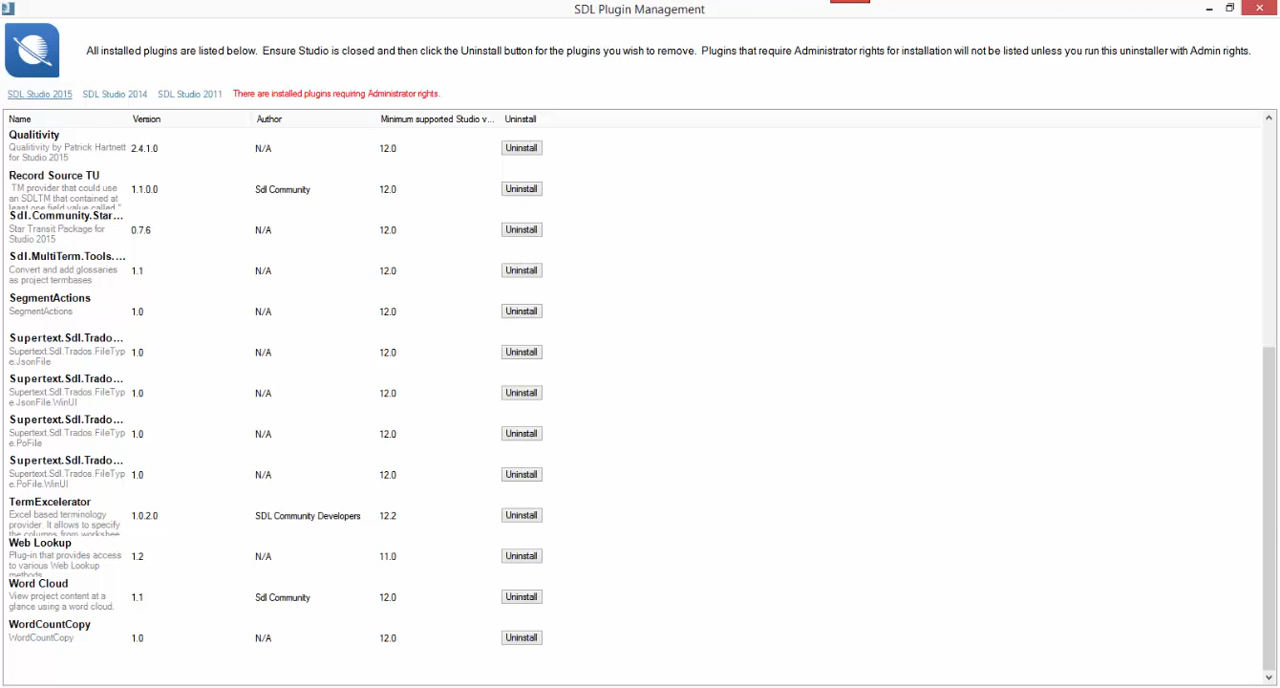 SDL Plugin Management
All installed plugins are listed below. Ensure Studio is closed and then click the Uninstall button for the plugins you wish to remove. Plugins that require Administrator rights for installation will not be listed unless you run this uninstaller with Admin rights.
SDL Studio 2015 SDL Studio 2014 SDL Studio 2011 There are installed plugins requiring Administrator rights.
Name Version Author Minimum supported Studio v... Uninstall
Qualitivity
Qualitivity by Patrick Hartnett
for Studio 2015
2.4.1.0 N/A 12.0 Uninstall
Record Source TU
TM provider that could use
an SDLTM that contained at
least one field value called "
1.1.0.0 Sdl Community 12.0 Uninstall
Sdl.Community.Star...
Star Transit Package for
Studio 2015
0.7.6 N/A 12.0 Uninstall
Sdl.MultiTerm.Tools....
Convert and add glossaries
as project termbases
1.1 N/A 12.0 Uninstall
SegmentActions
SegmentActions
1.0 N/A 12.0 Uninstall
Supertext.Sdl.Trado...
Supertext.Sdl.Trados.FileTyp
e.JsonFile
1.0 N/A 12.0 Uninstall
Supertext.Sdl.Trado...
Supertext.Sdl.Trados.FileTyp
e.JsonFile.WinUI
1.0 N/A 12.0 Uninstall
Supertext.Sdl.Trado...
Supertext.Sdl.Trados.FileTyp
e.PoFile
1.0 N/A 12.0 Uninstall
Supertext.Sdl.Trado...
Supertext.Sdl.Trados.FileTyp
e.PoFile.WinUI
1.0 N/A 12.0 Uninstall
TermExcelerator
Excel based terminology
provider. It allows to specify
the columns from workshee
1.0.2.0 SDL Community Developers 12.2 Uninstall
Web Lookup
Plug-in that provides access
to various Web Lookup
methods
1.2 N/A 11.0 Uninstall
Word Cloud
View project content at a
glance using a word cloud.
1.1 Sdl Community 12.0 Uninstall
WordCountCopy
WordCountCopy
1.0 N/A 12.0 Uninstall